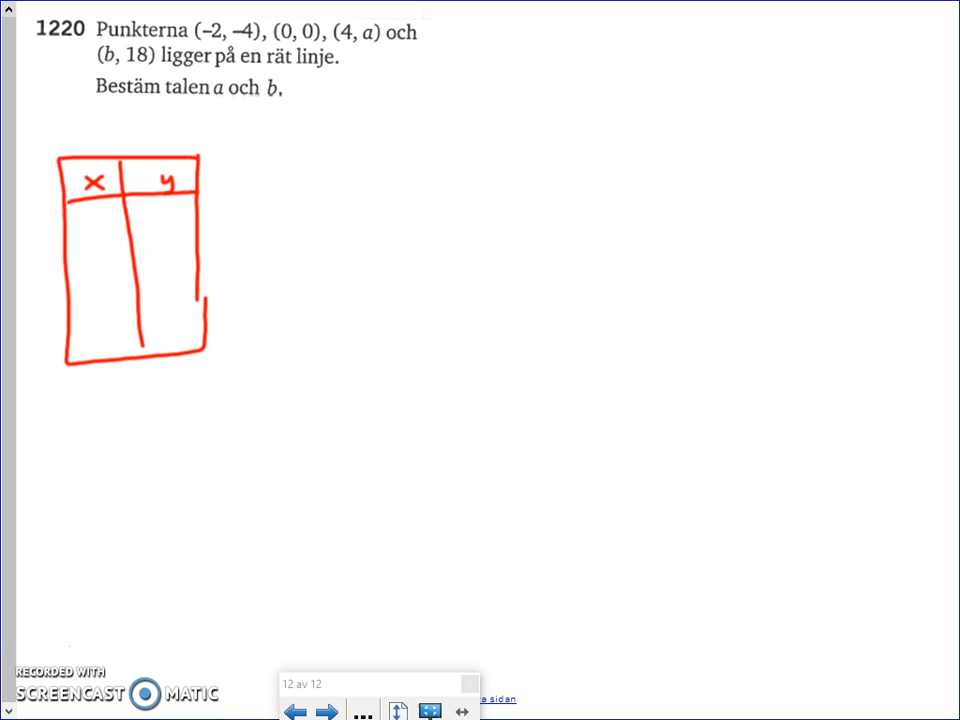 1220 Punkterna (–2, –4), (0, 0), (4, a) och
(b, 18) ligger på en rät linje.
Bestäm talen a och b.
x y
RECORDED WITH
SCREENCAST MATIC
12 av 12
a sidan